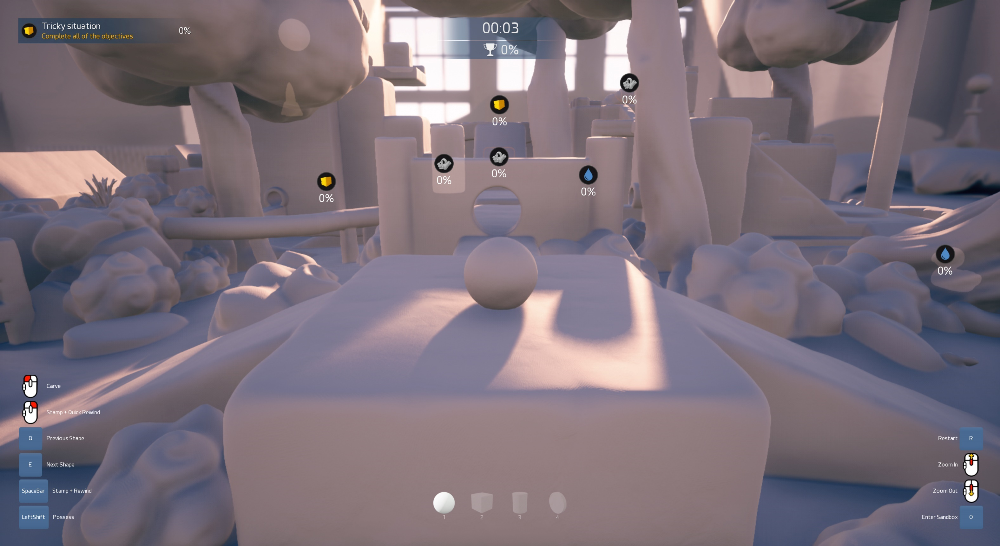 Tricky situation
Complete all of the objectives
0%
00:03
0%
0%
0%
0%
0%
0%
0%
0%
Carve
Stamp + Quick Rewind
Q Previous Shape
E Next Shape
SpaceBar Stamp + Rewind
LeftShift Possess
1 2 3 4
Restart R
Zoom In
Zoom Out
Enter Sandbox O